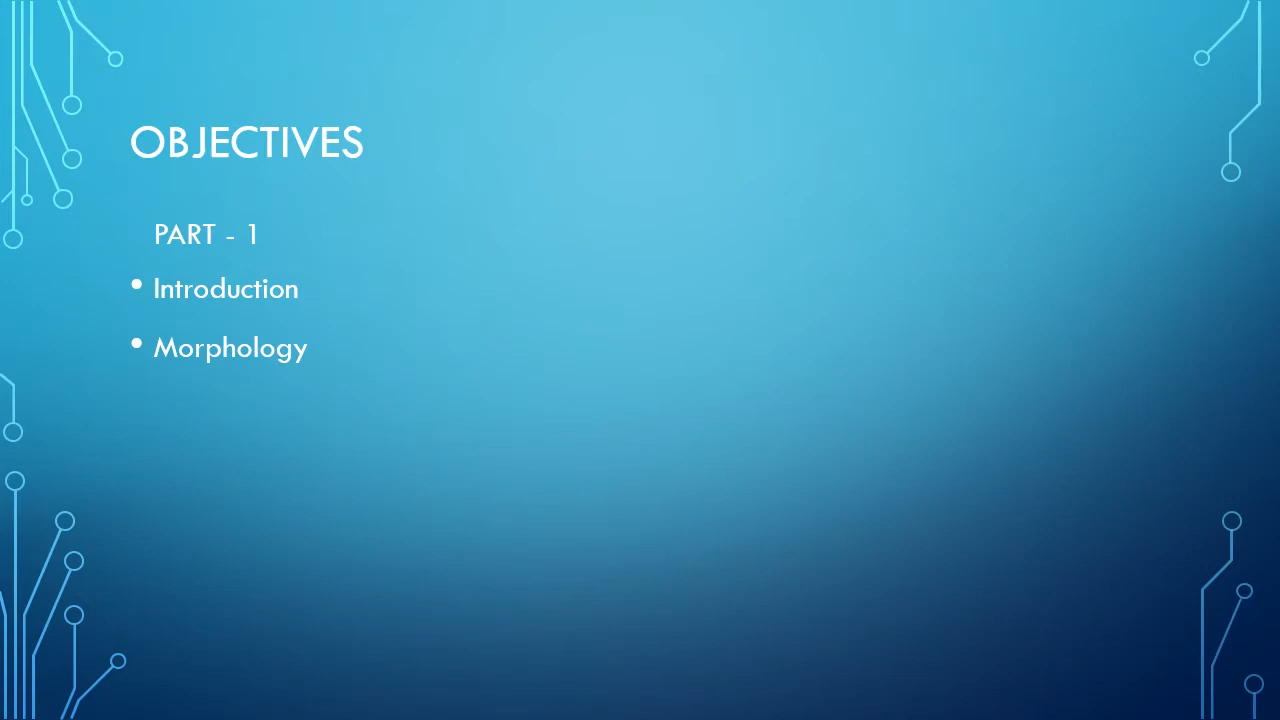 OBJECTIVES
PART - 1
• Introduction
• Morphology